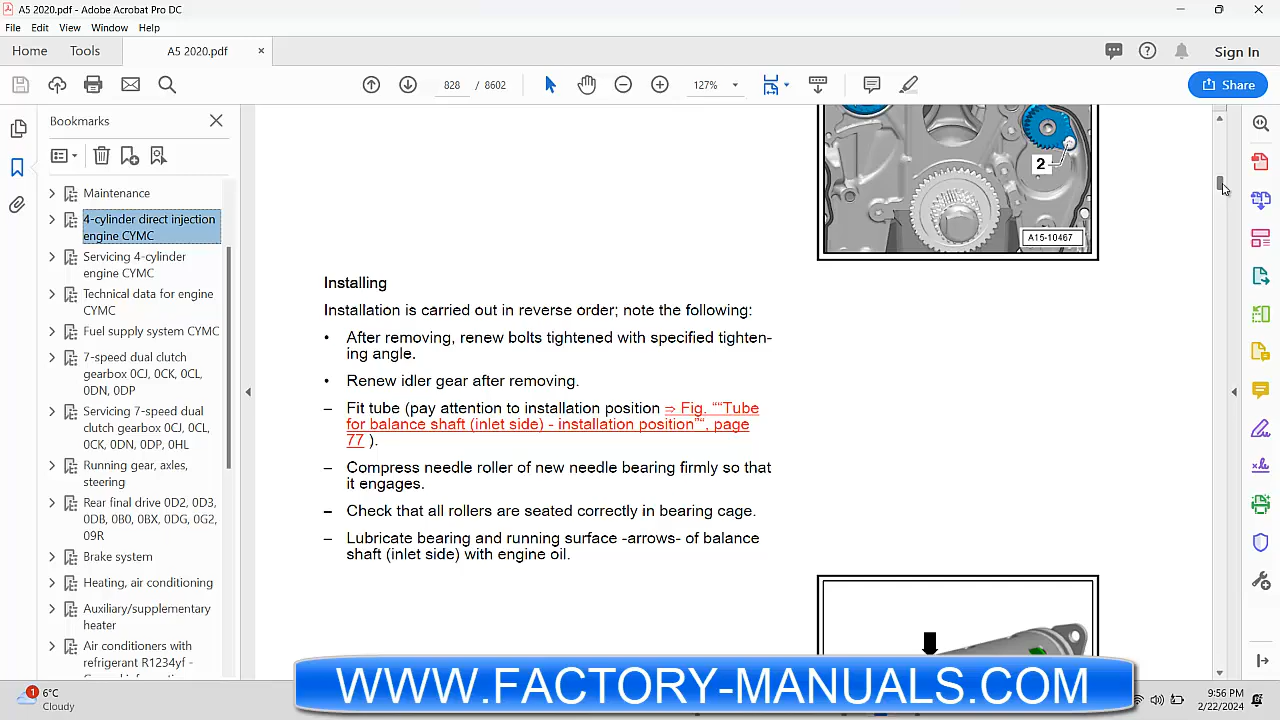 A5 2020.pdf - Adobe Acrobat Pro DC
File Edit View Window Help
Home Tools A5 2020.pdf × Sign In
828 / 8602 127% Share
Bookmarks
Maintenance
4-cylinder direct injection
engine CYMC
Servicing 4-cylinder
engine CYMC
Technical data for engine
CYMC
Fuel supply system CYMC
7-speed dual clutch
gearbox 0CJ, 0CK, 0CL,
0DN, 0DP
Servicing 7-speed dual
clutch gearbox 0CJ, 0CL,
0CK, 0DN, 0DP, 0HL
Running gear, axles,
steering
Rear final drive 0D2, 0D3,
0DB, 0B0, 0BX, 0DG, 0G2,
09R
Brake system
Heating, air conditioning
Auxiliary/supplementary
heater
Air conditioners with
refrigerant R1234yf -
2
A15-10467
Installing
Installation is carried out in reverse order; note the following:
• After removing, renew bolts tightened with specified tighten-
ing angle.
• Renew idler gear after removing.
– Fit tube (pay attention to installation position ⇒ Fig. ““Tube
for balance shaft (inlet side) - installation position”“, page
77 ).
– Compress needle roller of new needle bearing firmly so that
it engages.
– Check that all rollers are seated correctly in bearing cage.
– Lubricate bearing and running surface -arrows- of balance
shaft (inlet side) with engine oil.
WWW.FACTORY-MANUALS.COM
1
6°C
Cloudy
9:56 PM
2/22/2024